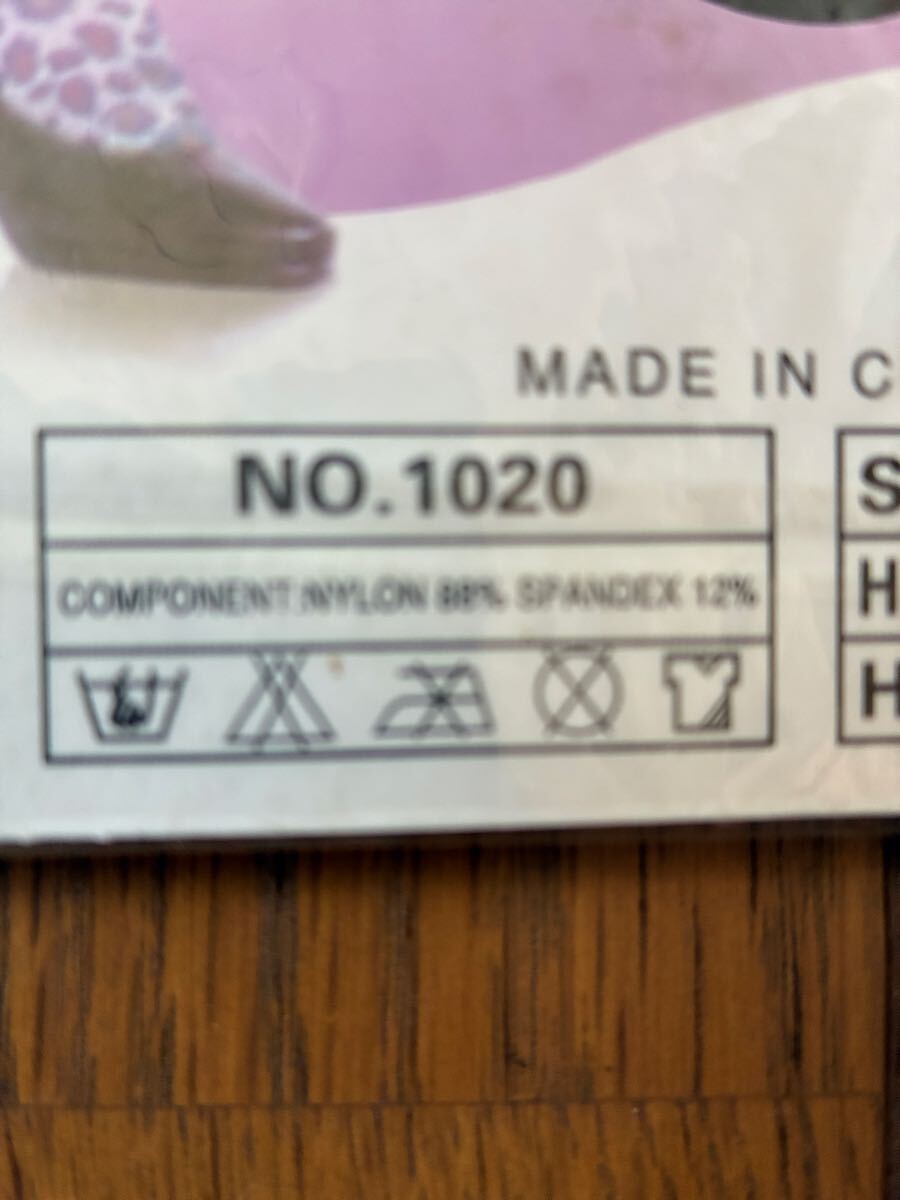 MADE IN C
NO.1020
S
COMPONENT:NYLON 88% SPANDEX 12%
H
H